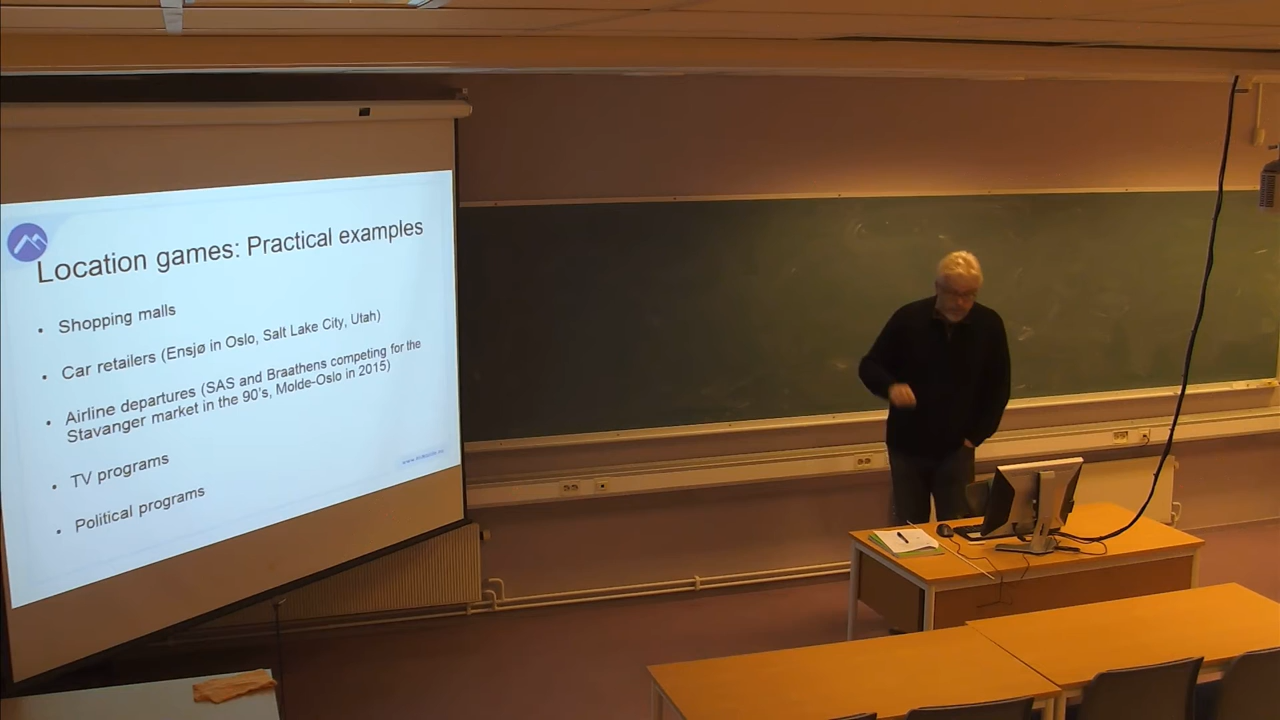 Location games: Practical examples
• Shopping malls
• Car retailers (Ensjø in Oslo, Salt Lake City, Utah)
• Airline departures (SAS and Braathens competing for the
Stavanger market in the 90's, Molde-Oslo in 2015)
• TV programs
• Political programs